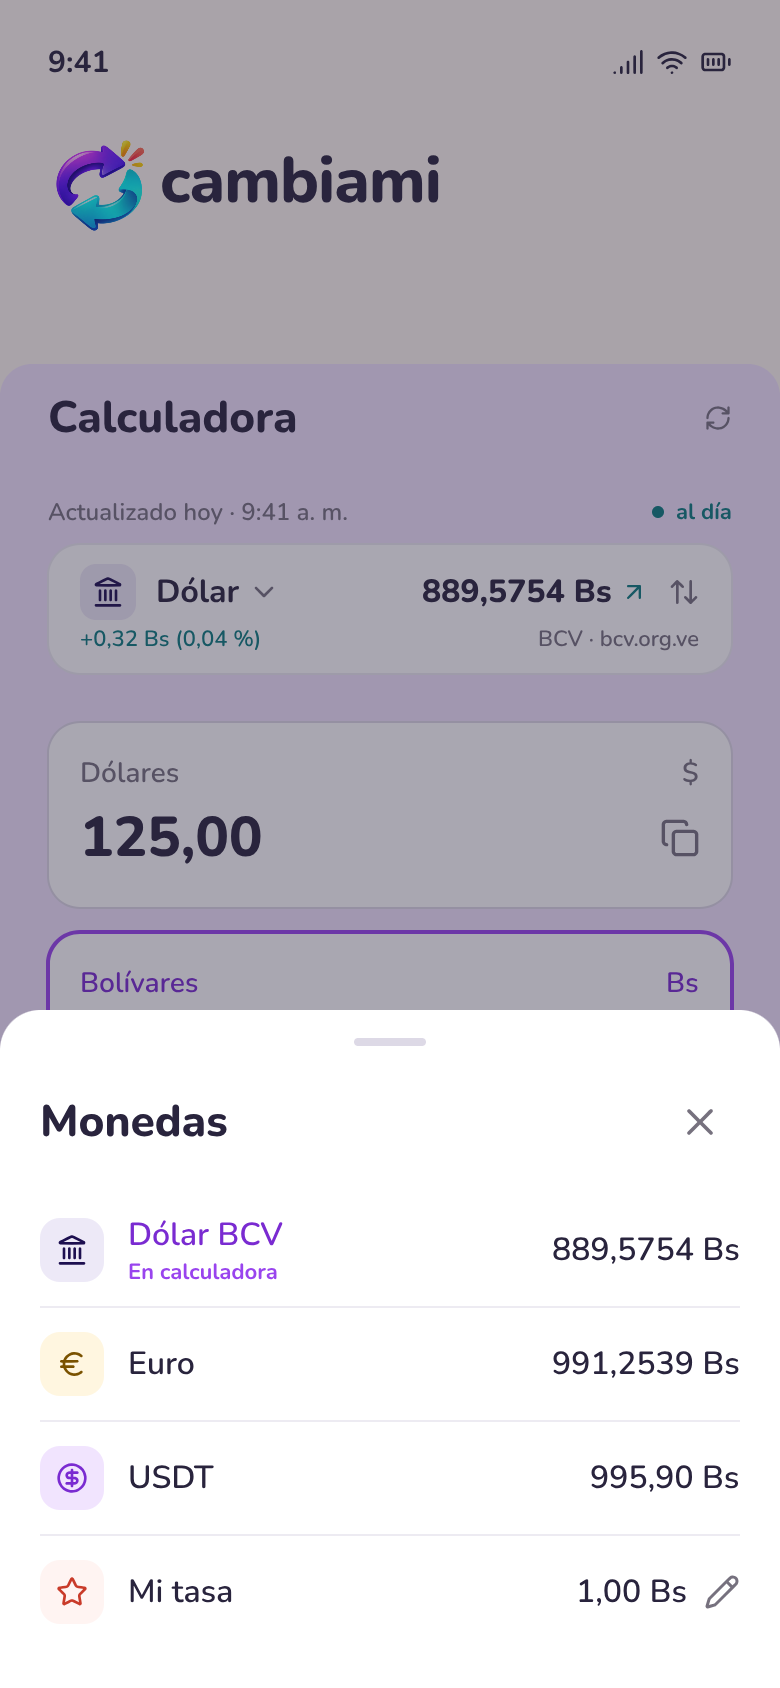 9:41
cambiami
Calculadora
Actualizado hoy · 9:41 a. m.
al día
Dólar
889,5754 Bs
+0,32 Bs (0,04 %)
BCV · bcv.org.ve
Dólares
$
125,00
Bolívares
Bs
Monedas
Dólar BCV
En calculadora
889,5754 Bs
€
Euro
991,2539 Bs
$
USDT
995,90 Bs
Mi tasa
1,00 Bs